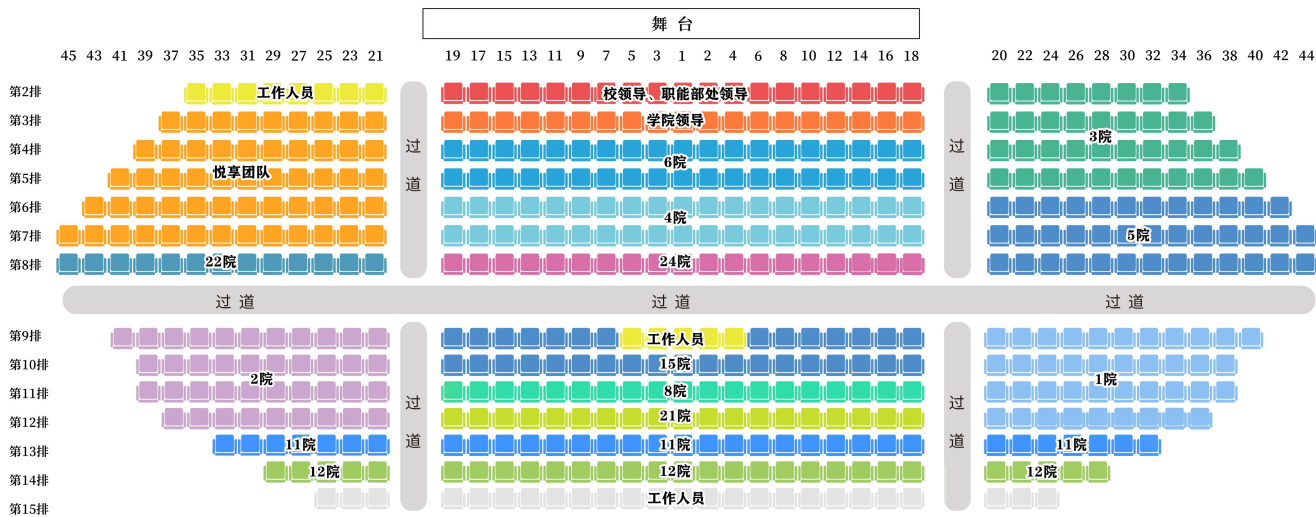 舞台
45 43 41 39 37 35 33 31 29 27 25 23 21 19 17 15 13 11 9 7 5 3 1 2 4 6 8 10 12 14 16 18 20 22 24 26 28 30 32 34 36 38 40 42 44
第2排 工作人员 校领导、职能部处领导
第3排 学院领导
3院
第4排
过道 6院 过道
第5排 悦享团队
第6排
4院
第7排 5院
第8排 22院 24院
过道 过道 过道
第9排 工作人员
第10排 15院
2院 1院
第11排 8院
过道 过道
第12排 21院
第13排 11院 11院 11院
第14排 12院 12院 12院
第15排 工作人员